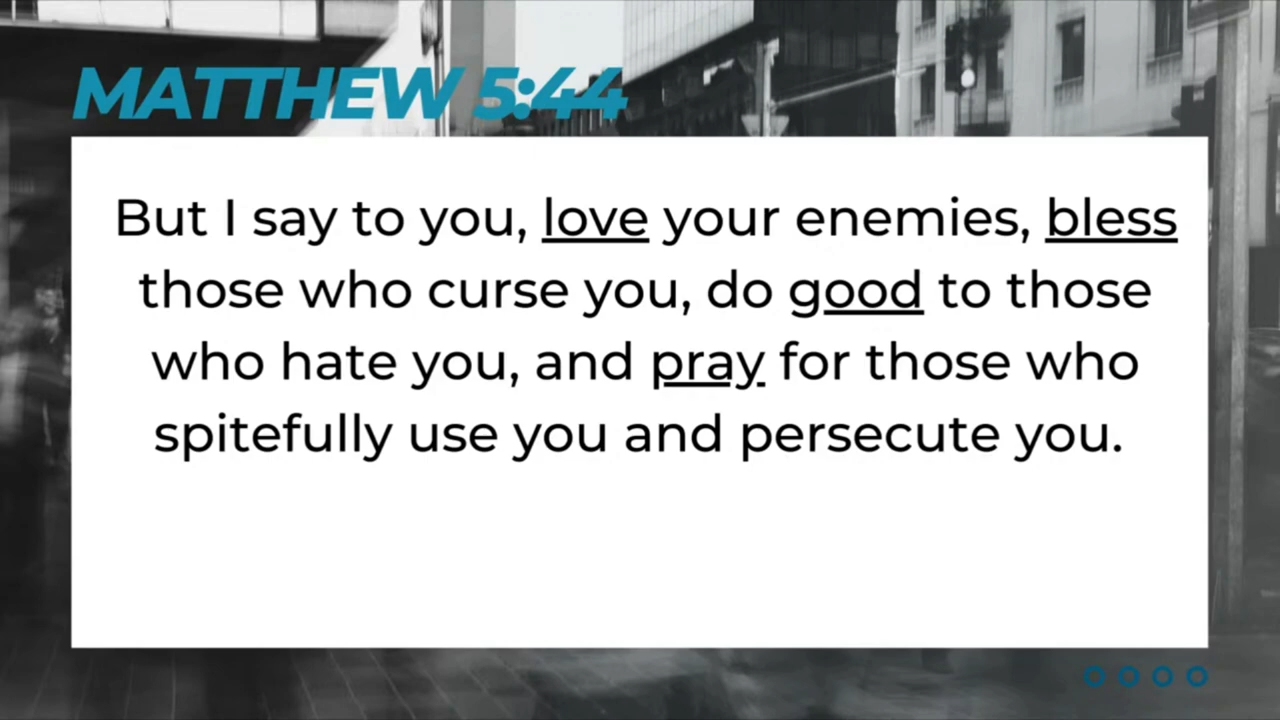 MATTHEW 5:44
But I say to you, love your enemies, bless
those who curse you, do good to those
who hate you, and pray for those who
spitefully use you and persecute you.